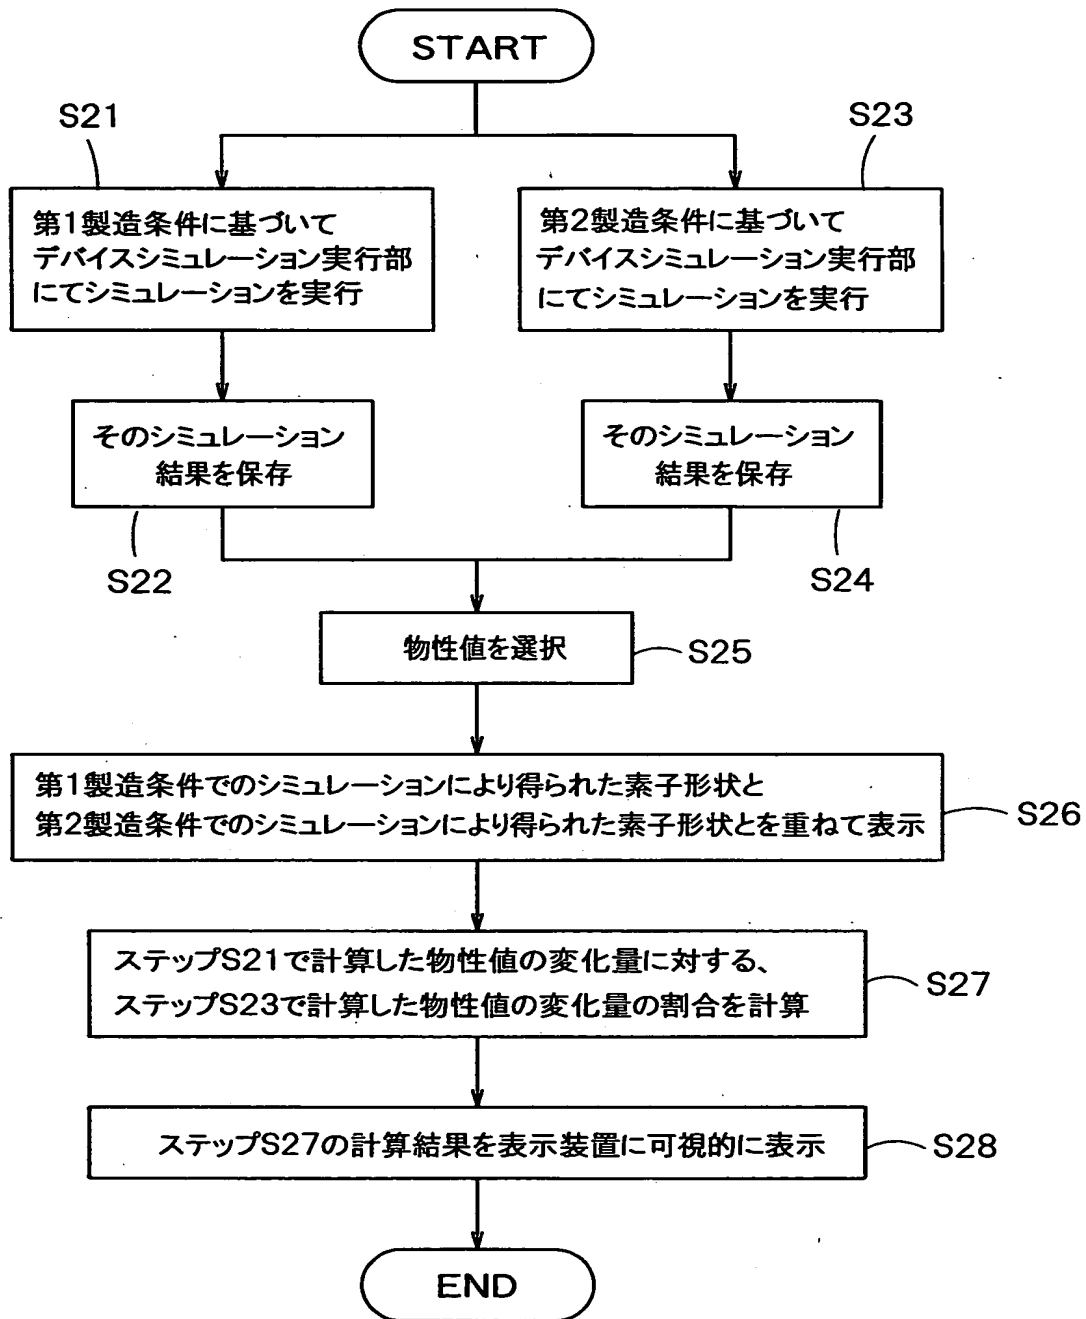 START
S21
S23
第1製造条件に基づいて
デバイスシミュレーション実行部
にてシミュレーションを実行
第2製造条件に基づいて
デバイスシミュレーション実行部
にてシミュレーションを実行
そのシミュレーション
結果を保存
そのシミュレーション
結果を保存
S22
S24
物性値を選択
S25
第1製造条件でのシミュレーションにより得られた素子形状と
第2製造条件でのシミュレーションにより得られた素子形状とを重ねて表示
S26
ステップS21で計算した物性値の変化量に対する、
ステップS23で計算した物性値の変化量の割合を計算
S27
ステップS27の計算結果を表示装置に可視的に表示
S28
END